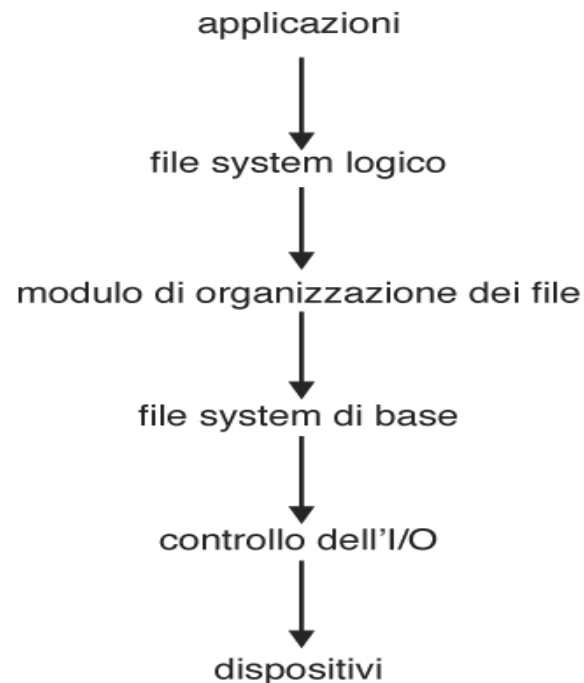 applicazioni
file system logico
modulo di organizzazione dei file
file system di base
controllo dell'I/O
dispositivi